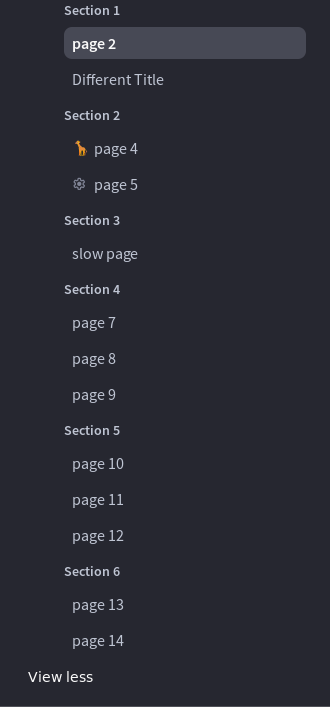 Section 1
page 2
Different Title
Section 2
page 4
page 5
Section 3
slow page
Section 4
page 7
page 8
page 9
Section 5
page 10
page 11
page 12
Section 6
page 13
page 14
View less